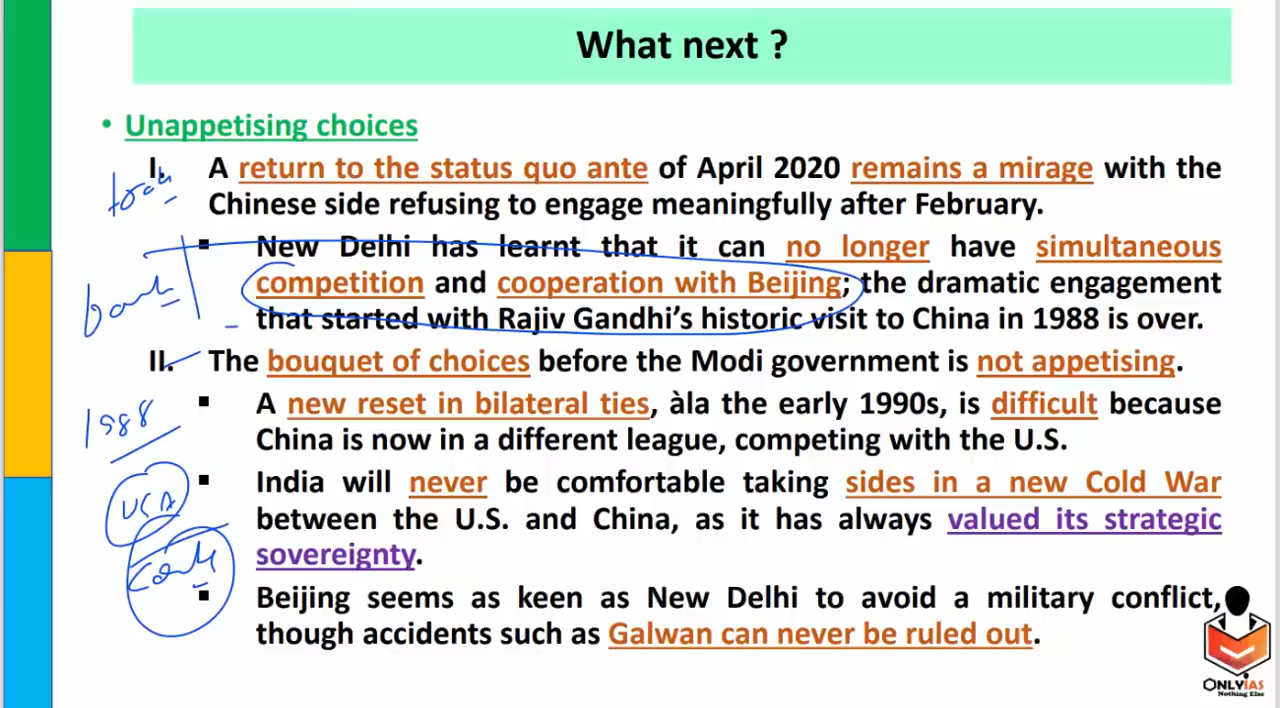 What next ?
• Unappetising choices
I. A return to the status quo ante of April 2020 remains a mirage with the
Chinese side refusing to engage meaningfully after February.
▪ New Delhi has learnt that it can no longer have simultaneous
competition and cooperation with Beijing; the dramatic engagement
that started with Rajiv Gandhi's historic visit to China in 1988 is over.
II. The bouquet of choices before the Modi government is not appetising.
▪ A new reset in bilateral ties, àla the early 1990s, is difficult because
1988
China is now in a different league, competing with the U.S.
▪ India will never be comfortable taking sides in a new Cold War
USA
between the U.S. and China, as it has always valued its strategic
sovereignty.
▪ Beijing seems as keen as New Delhi to avoid a military conflict,
though accidents such as Galwan can never be ruled out.
ONLYIAS
Nothing Else